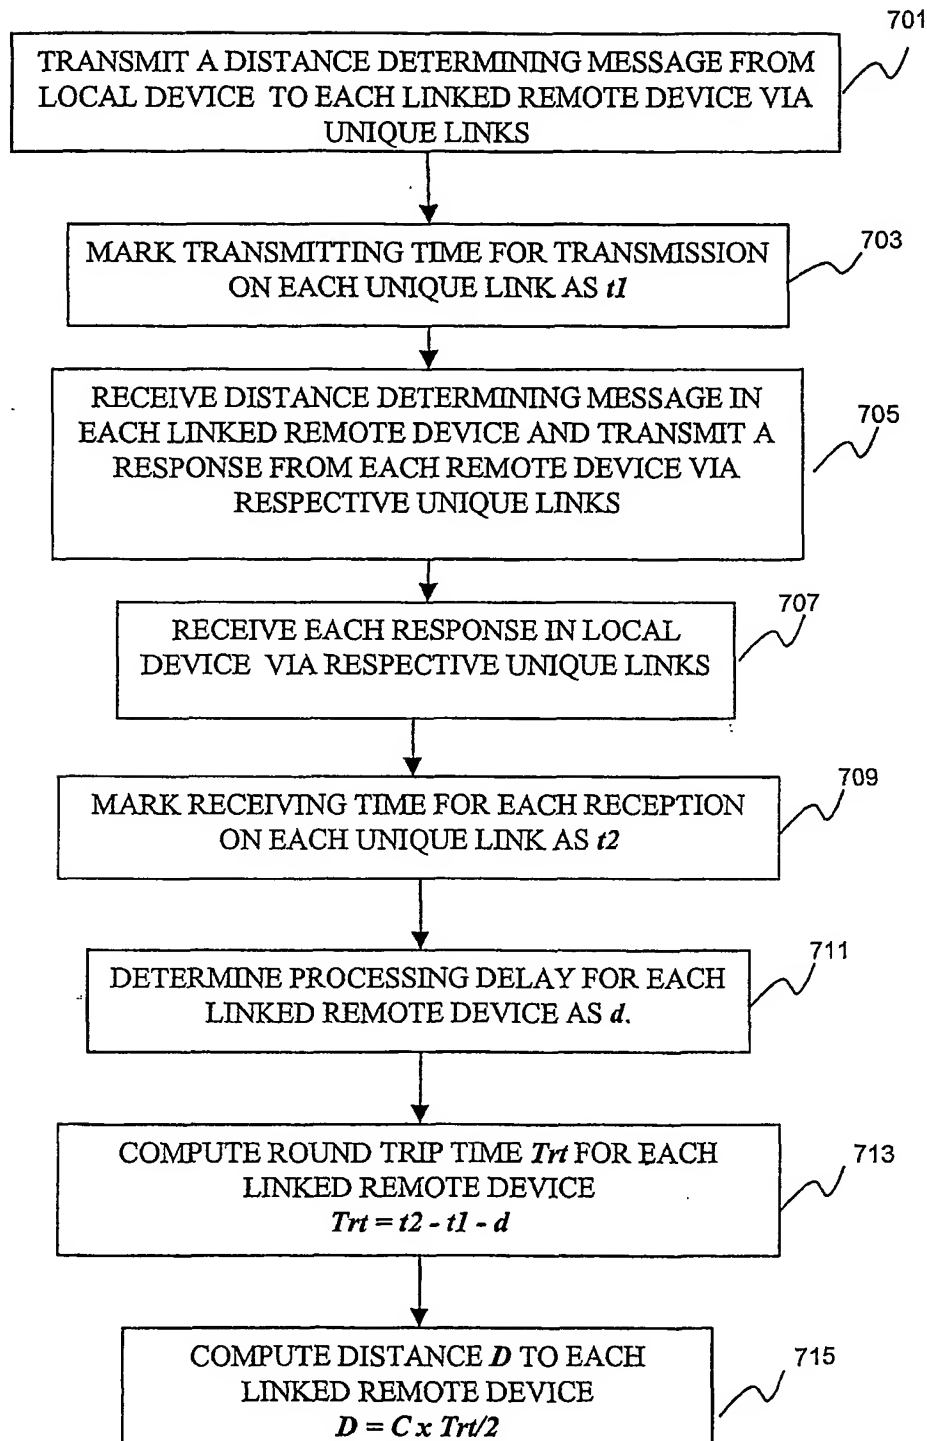 701
TRANSMIT A DISTANCE DETERMINING MESSAGE FROM
LOCAL DEVICE TO EACH LINKED REMOTE DEVICE VIA
UNIQUE LINKS
703
MARK TRANSMITTING TIME FOR TRANSMISSION
ON EACH UNIQUE LINK AS t1
705
RECEIVE DISTANCE DETERMINING MESSAGE IN
EACH LINKED REMOTE DEVICE AND TRANSMIT A
RESPONSE FROM EACH REMOTE DEVICE VIA
RESPECTIVE UNIQUE LINKS
707
RECEIVE EACH RESPONSE IN LOCAL
DEVICE VIA RESPECTIVE UNIQUE LINKS
709
MARK RECEIVING TIME FOR EACH RECEPTION
ON EACH UNIQUE LINK AS t2
711
DETERMINE PROCESSING DELAY FOR EACH
LINKED REMOTE DEVICE AS d.
713
COMPUTE ROUND TRIP TIME Trt FOR EACH
LINKED REMOTE DEVICE
Trt = t2 - t1 - d
715
COMPUTE DISTANCE D TO EACH
LINKED REMOTE DEVICE
D = C x Trt/2